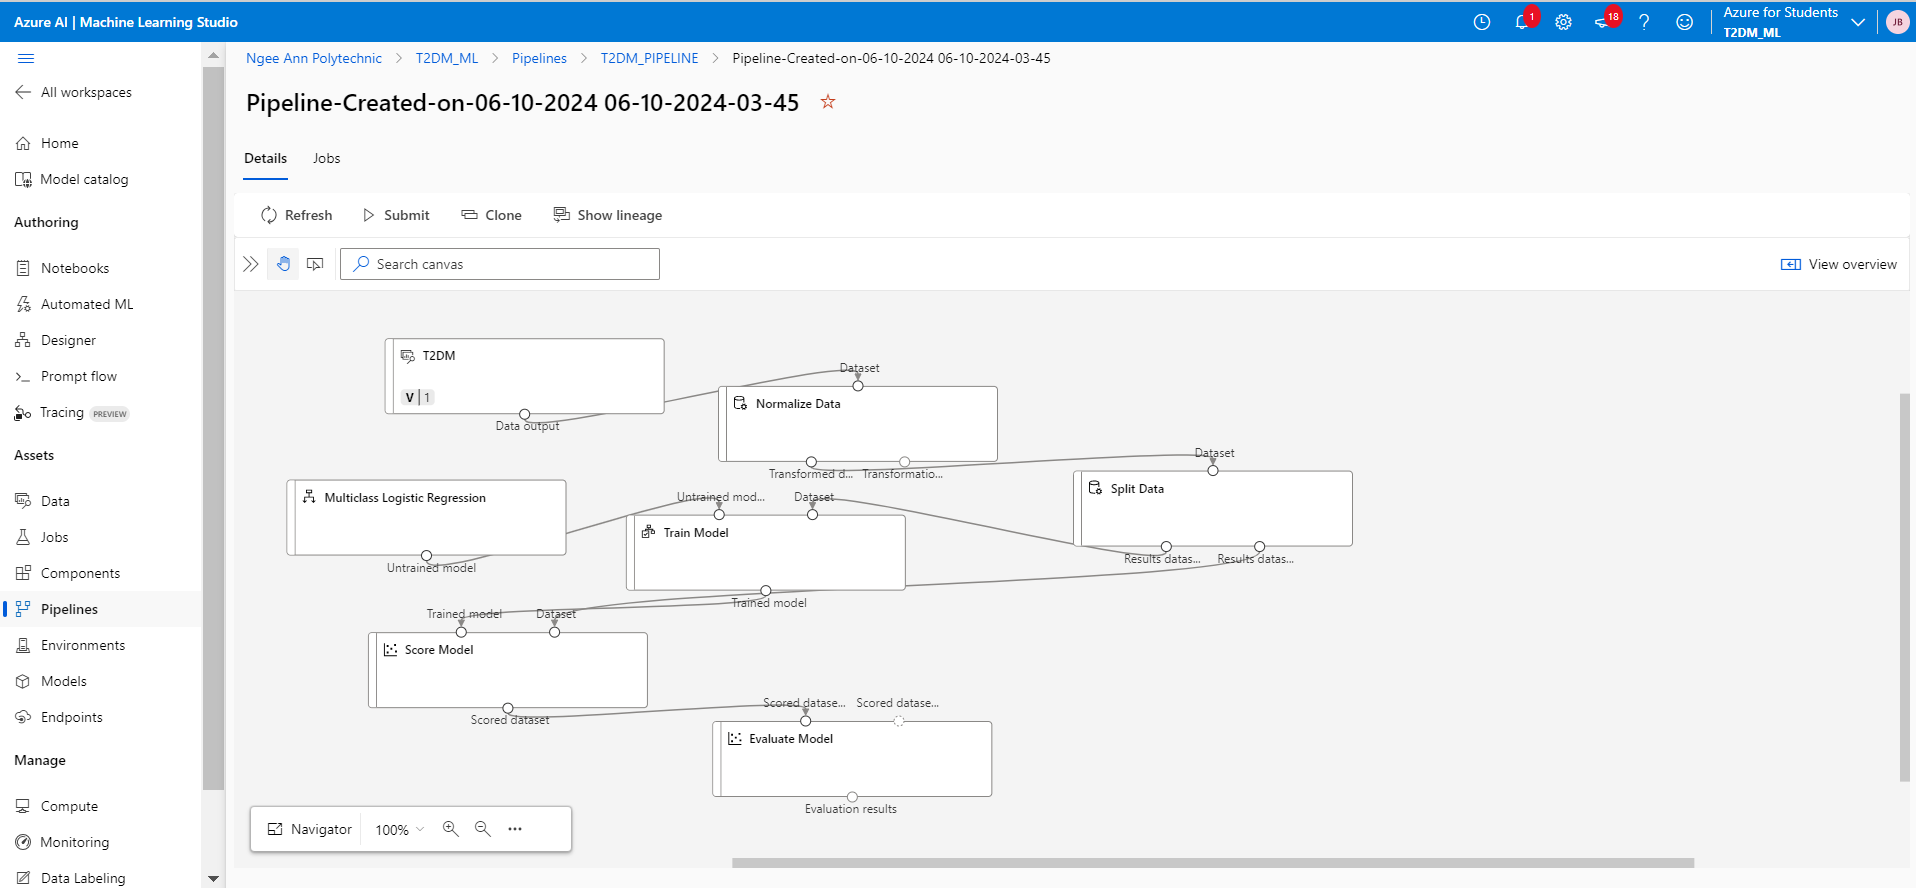 Azure AI | Machine Learning Studio
1
18
?
Azure for Students
T2DM_ML
JB
All workspaces
Home
Model catalog
Authoring
Notebooks
Automated ML
Designer
Prompt flow
Tracing PREVIEW
Assets
Data
Jobs
Components
Pipelines
Environments
Models
Endpoints
Manage
Compute
Monitoring
Data Labeling
Ngee Ann Polytechnic > T2DM_ML > Pipelines > T2DM_PIPELINE > Pipeline-Created-on-06-10-2024 06-10-2024-03-45
Pipeline-Created-on-06-10-2024 06-10-2024-03-45
Details Jobs
Refresh Submit Clone Show lineage
Search canvas
View overview
T2DM
V | 1
Data output
Dataset
Normalize Data
Transformed d... Transformatio...
Dataset
Split Data
Results datas... Results datas...
Multiclass Logistic Regression
Untrained model
Untrained mod... Dataset
Train Model
Trained model
Trained model Dataset
Score Model
Scored dataset
Scored datase... Scored datase...
Evaluate Model
Evaluation results
Navigator 100% ...